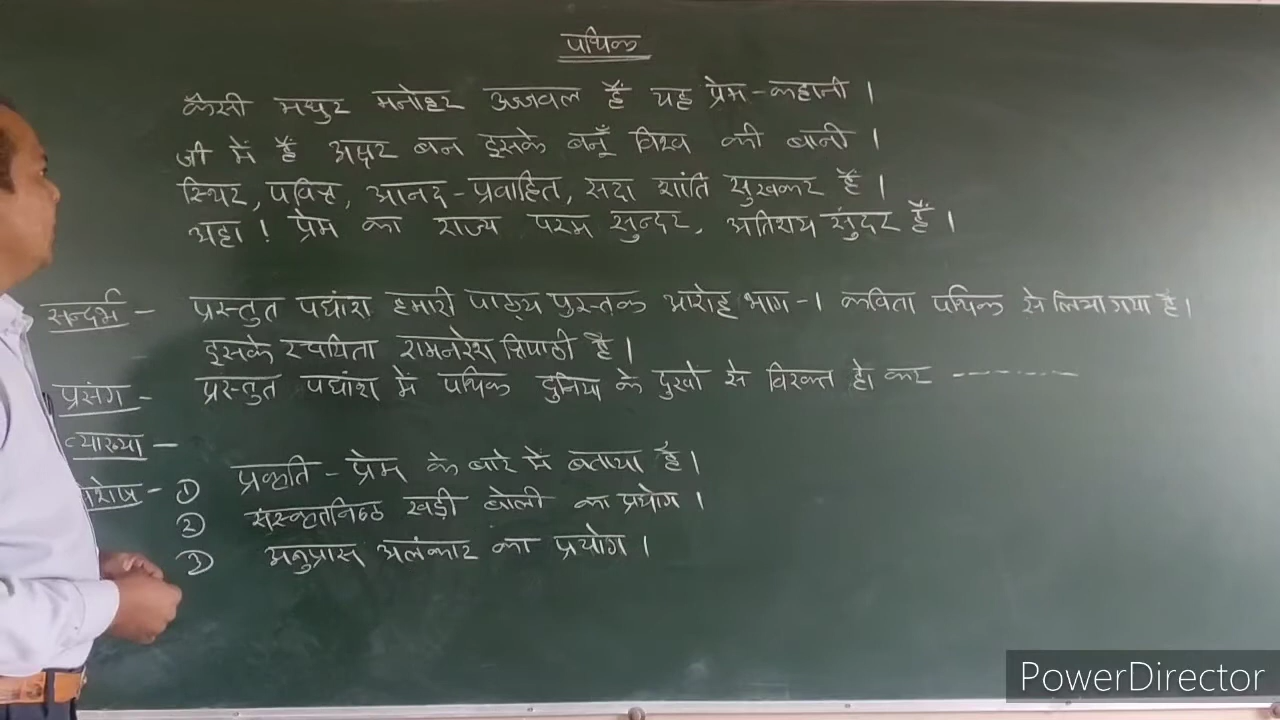 पथिक
कैसी मधुर मनोहर उज्जवल हैं यह प्रेम-कहानी।
जी में हैं अक्षर बन इसके बनूँ विश्व की बानी।
स्थिर, पवित्र, आनंद-प्रवाहित, सदा शांति सुखकर हैं।
अहा! प्रेम का राज्य परम सुन्दर, अतिशय सुंदर हैं।
सन्दर्भ - प्रस्तुत पद्यांश हमारी पाठ्य पुस्तक आरोह भाग-1 कविता पथिक से लिया गया है।
इसके रचयिता रामनरेश त्रिपाठी है।
प्रसंग - प्रस्तुत पद्यांश में पथिक दुनिया के दुखो से विरक्त हो कर --------
व्याख्या -
① प्रकृति - प्रेम के बारे में बताया है।
② संस्कृतनिष्ठ खड़ी बोली का प्रयोग।
③ अनुप्रास अलंकार का प्रयोग।
PowerDirector